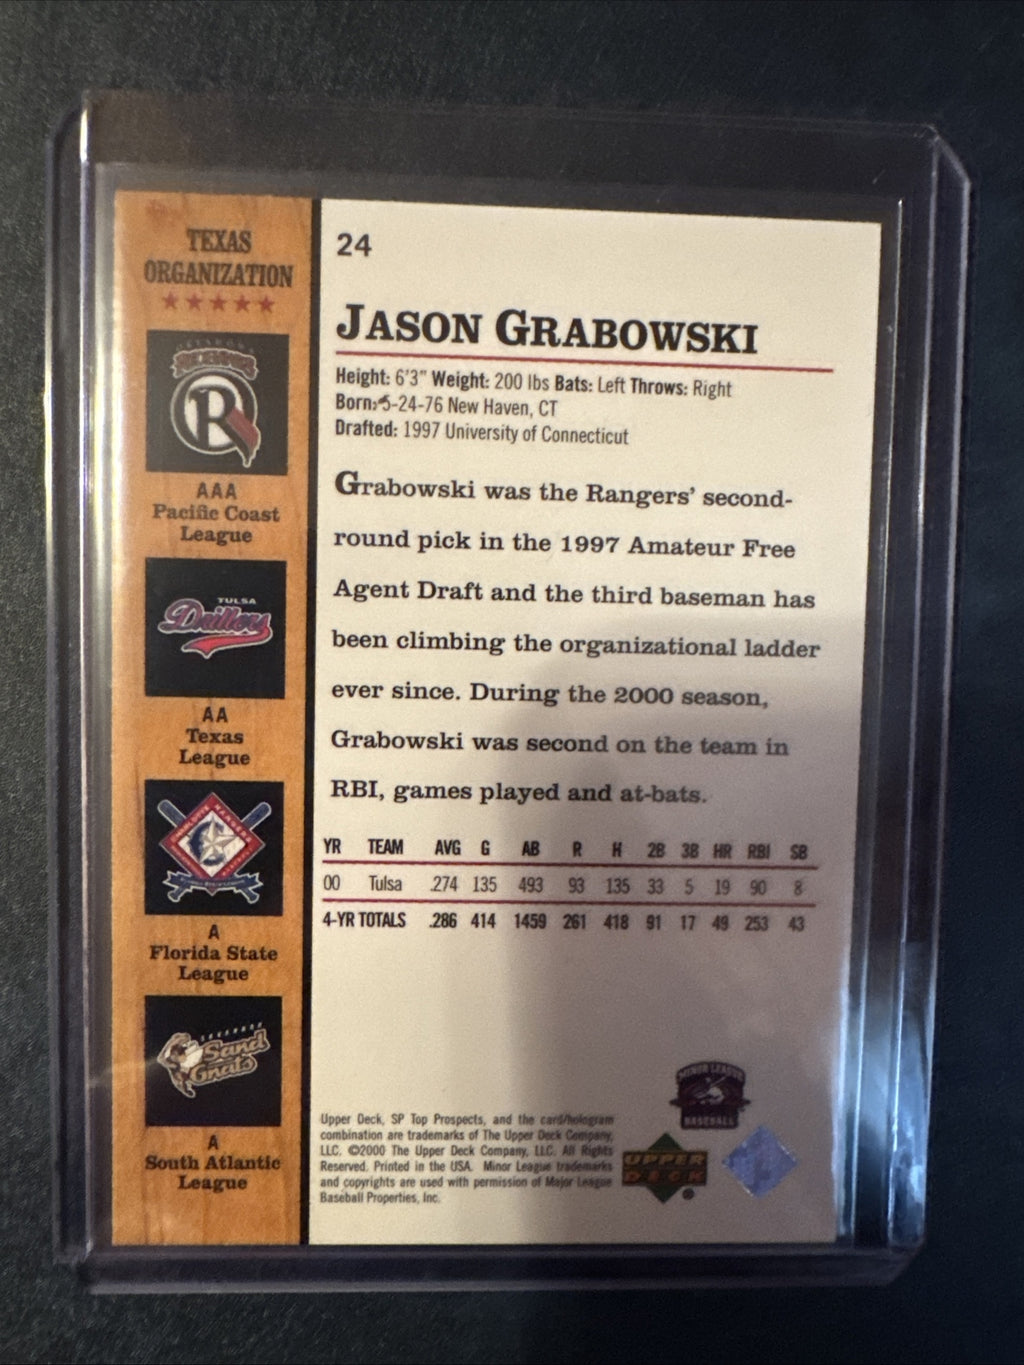 TEXAS
ORGANIZATION
OKLAHOMA
REDHAWKS
R
AAA
Pacific Coast
League
TULSA
Drillers
AA
Texas
League
CHARLOTTE RANGERS
A
Florida State
League
SAVANNAH
Sand
Gnats
A
South Atlantic
League
24
JASON GRABOWSKI
Height: 6'3" Weight: 200 lbs Bats: Left Throws: Right
Born: 5-24-76 New Haven, CT
Drafted: 1997 University of Connecticut
Grabowski was the Rangers' second-
round pick in the 1997 Amateur Free
Agent Draft and the third baseman has
been climbing the organizational ladder
ever since. During the 2000 season,
Grabowski was second on the team in
RBI, games played and at-bats.
YR TEAM AVG G AB R H 2B 3B HR RBI SB
00 Tulsa .274 135 493 93 135 33 5 19 90 8
4-YR TOTALS .286 414 1459 261 418 91 17 49 253 43
MINOR LEAGUE
BASEBALL
Upper Deck, SP Top Prospects, and the card/hologram
combination are trademarks of The Upper Deck Company,
LLC. ©2000 The Upper Deck Company, LLC. All Rights
Reserved. Printed in the USA. Minor League trademarks
and copyrights are used with permission of Major League
Baseball Properties, Inc.
UPPER
DECK
®